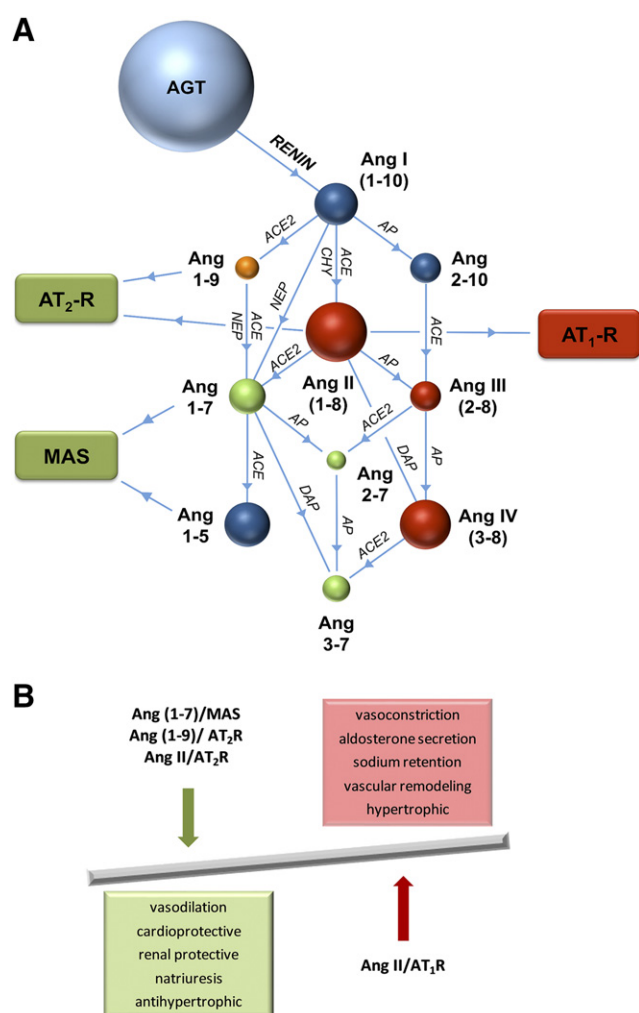 A
AGT
RENIN
Ang I
(1-10)
ACE2
ACE
CHY
AP
NEP
Ang
1-9
Ang
2-10
AT2-R
ACE
NEP
ACE
AT1-R
Ang II
(1-8)
ACE2
AP
Ang
1-7
Ang III
(2-8)
MAS
AP
ACE2
ACE
Ang
2-7
DAP
AP
DAP
AP
Ang
1-5
Ang IV
(3-8)
ACE2
Ang
3-7
B
Ang (1-7)/MAS
Ang (1-9)/ AT2R
Ang II/AT2R
vasoconstriction
aldosterone secretion
sodium retention
vascular remodeling
hypertrophic
vasodilation
cardioprotective
renal protective
natriuresis
antihypertrophic
Ang II/AT1R